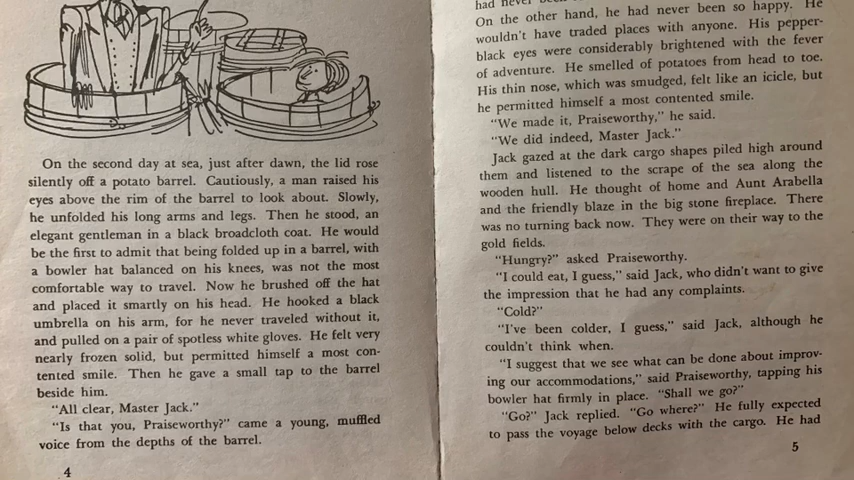 On the second day at sea, just after dawn, the lid rose
silently off a potato barrel. Cautiously, a man raised his
eyes above the rim of the barrel to look about. Slowly,
he unfolded his long arms and legs. Then he stood, an
elegant gentleman in a black broadcloth coat. He would
be the first to admit that being folded up in a barrel, with
a bowler hat balanced on his knees, was not the most
comfortable way to travel. Now he brushed off the hat
and placed it smartly on his head. He hooked a black
umbrella on his arm, for he never traveled without it,
and pulled on a pair of spotless white gloves. He felt very
nearly frozen solid, but permitted himself a most con-
tented smile. Then he gave a small tap to the barrel
beside him.
"All clear, Master Jack."
"Is that you, Praiseworthy?" came a young, muffled
voice from the depths of the barrel.
4
had never been
On the other hand, he had never been so happy. He
wouldn't have traded places with anyone. His pepper-
black eyes were considerably brightened with the fever
of adventure. He smelled of potatoes from head to toe.
His thin nose, which was smudged, felt like an icicle, but
he permitted himself a most contented smile.
"We made it, Praiseworthy," he said.
"We did indeed, Master Jack."
Jack gazed at the dark cargo shapes piled high around
them and listened to the scrape of the sea along the
wooden hull. He thought of home and Aunt Arabella
and the friendly blaze in the big stone fireplace. There
was no turning back now. They were on their way to the
gold fields.
"Hungry?" asked Praiseworthy.
"I could eat, I guess," said Jack, who didn't want to give
the impression that he had any complaints.
"Cold?"
"I've been colder, I guess," said Jack, although he
couldn't think when.
"I suggest that we see what can be done about improv-
ing our accommodations," said Praiseworthy, tapping his
bowler hat firmly in place. "Shall we go?"
"Go?" Jack replied. "Go where?" He fully expected
to pass the voyage below decks with the cargo. He had
5